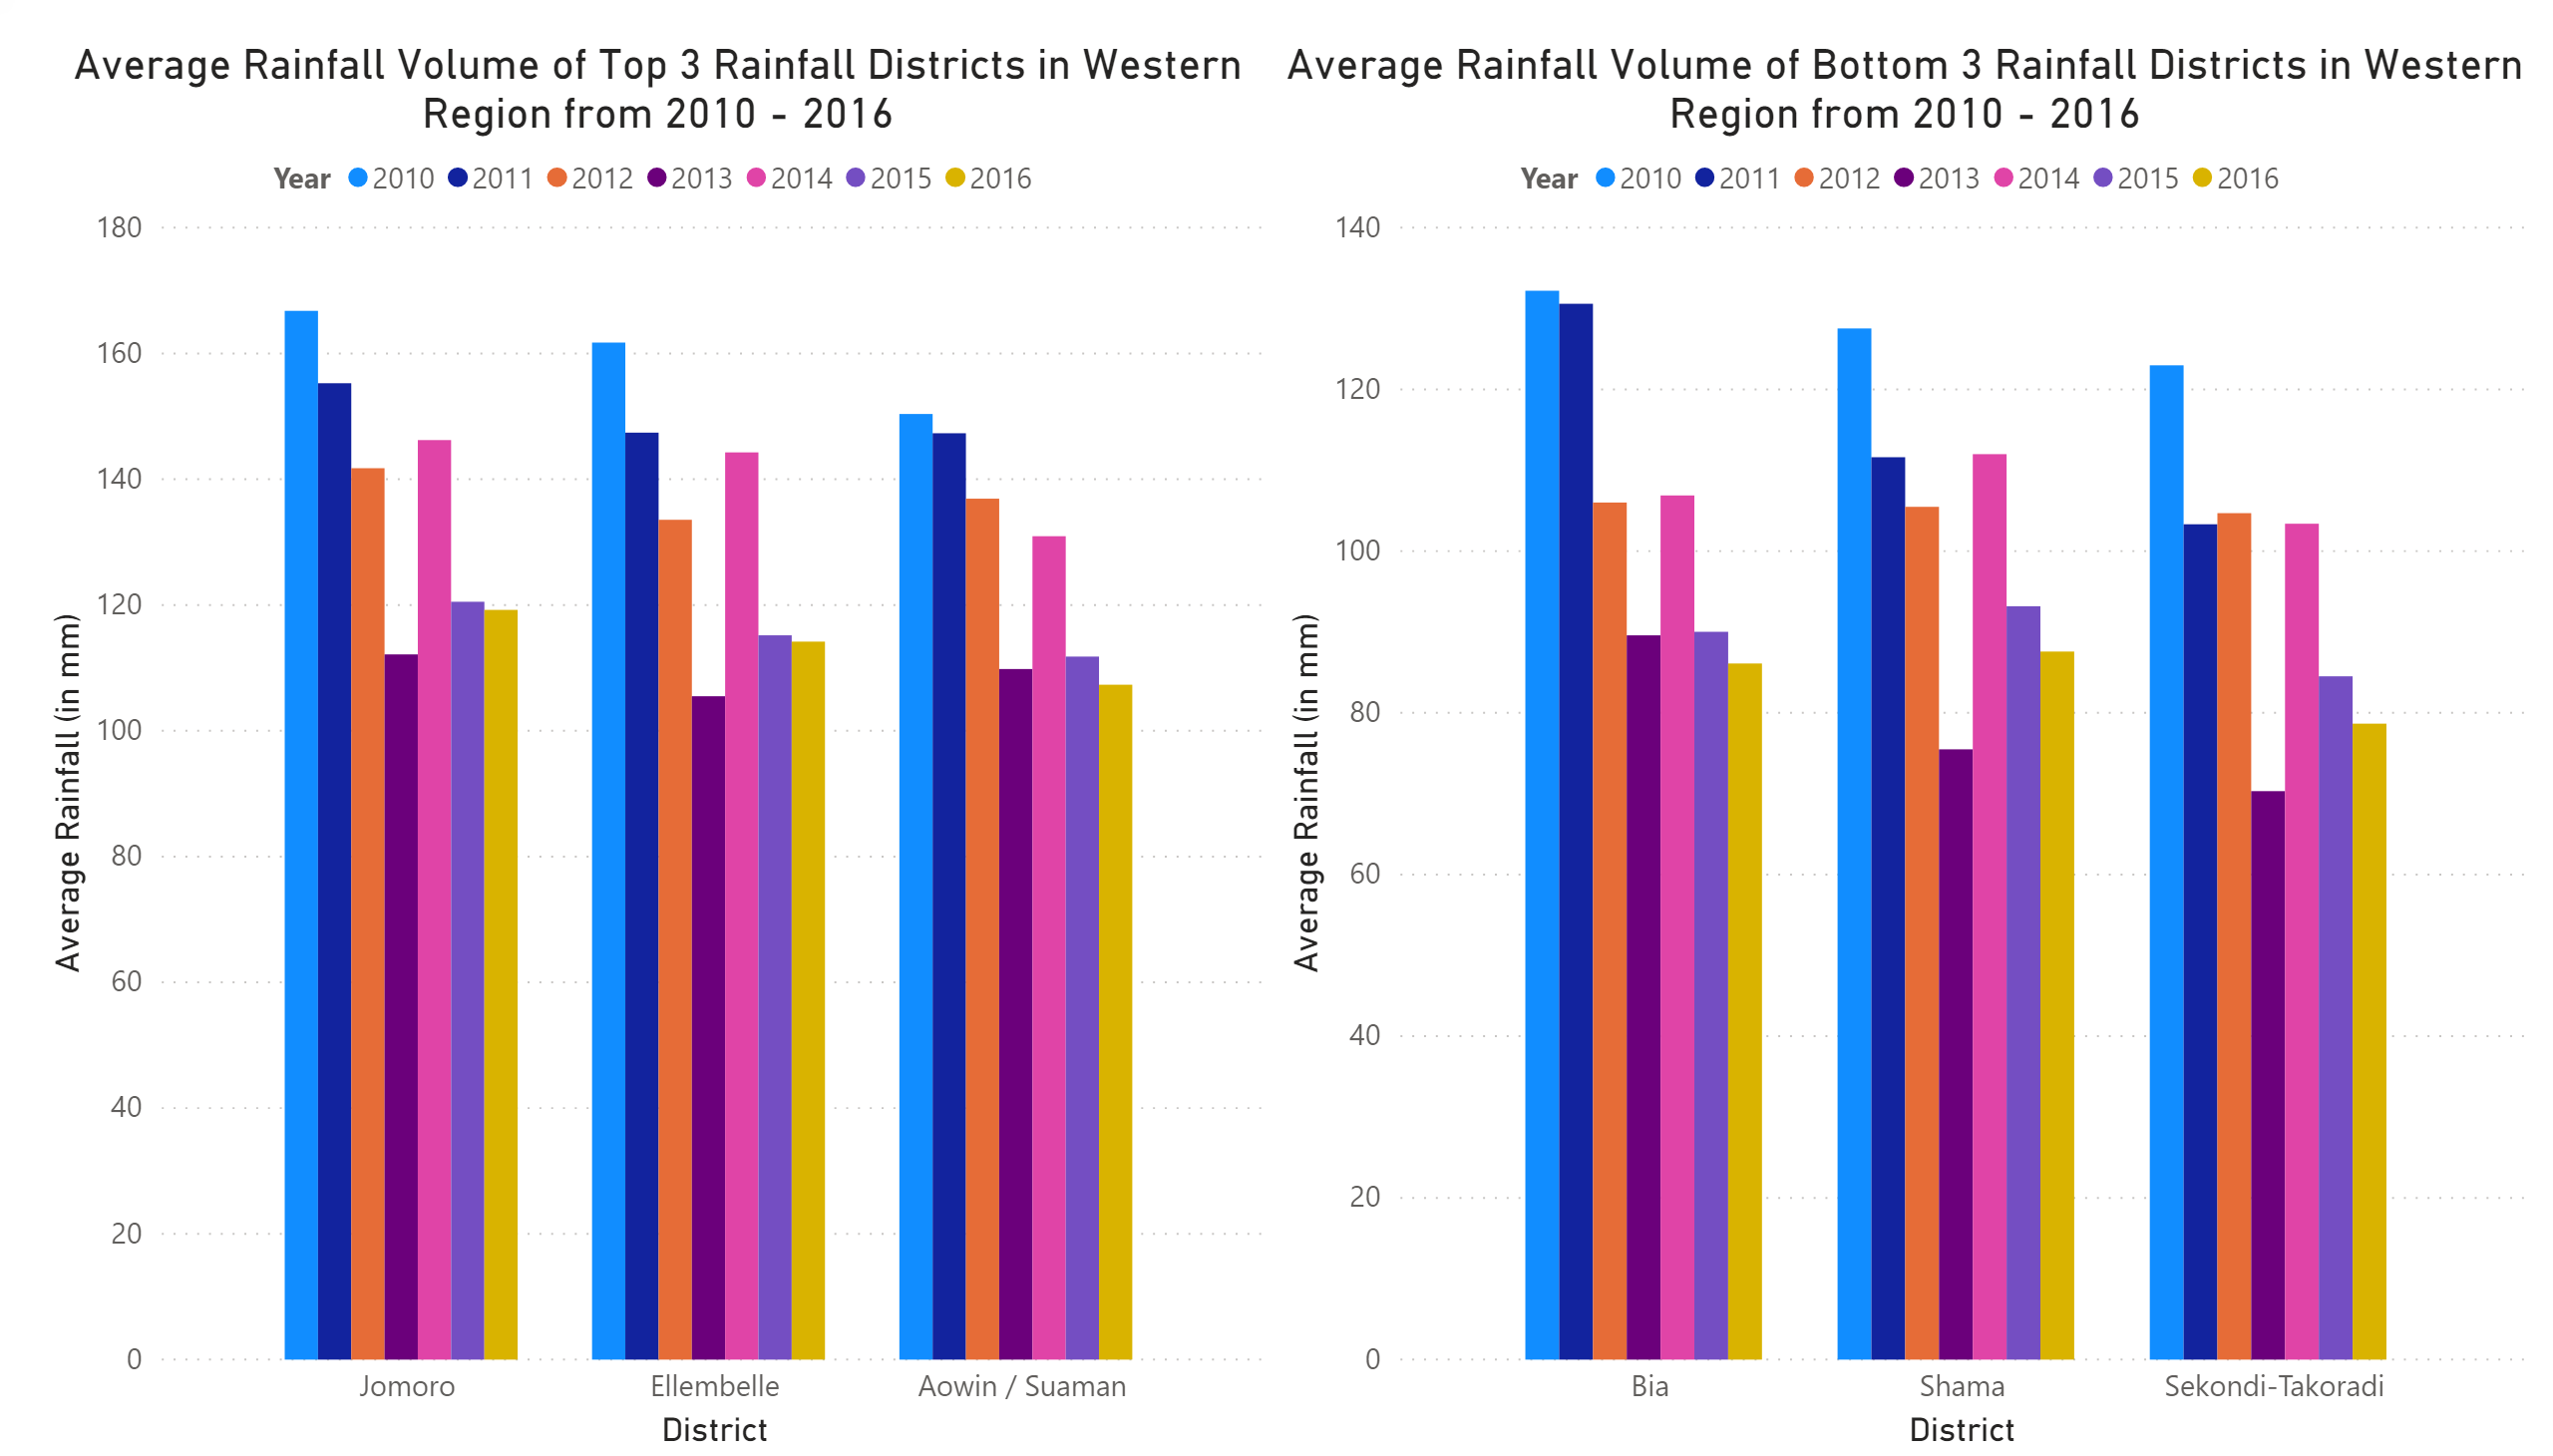 Average Rainfall Volume of Top 3 Rainfall Districts in Western
Region from 2010 - 2016
Year 2010 2011 2012 2013 2014 2015 2016
180
160
140
120
100
80
60
40
20
0
Average Rainfall (in mm)
Jomoro Ellembelle Aowin / Suaman
District
Average Rainfall Volume of Bottom 3 Rainfall Districts in Western
Region from 2010 - 2016
Year 2010 2011 2012 2013 2014 2015 2016
140
120
100
80
60
40
20
0
Average Rainfall (in mm)
Bia Shama Sekondi-Takoradi
District